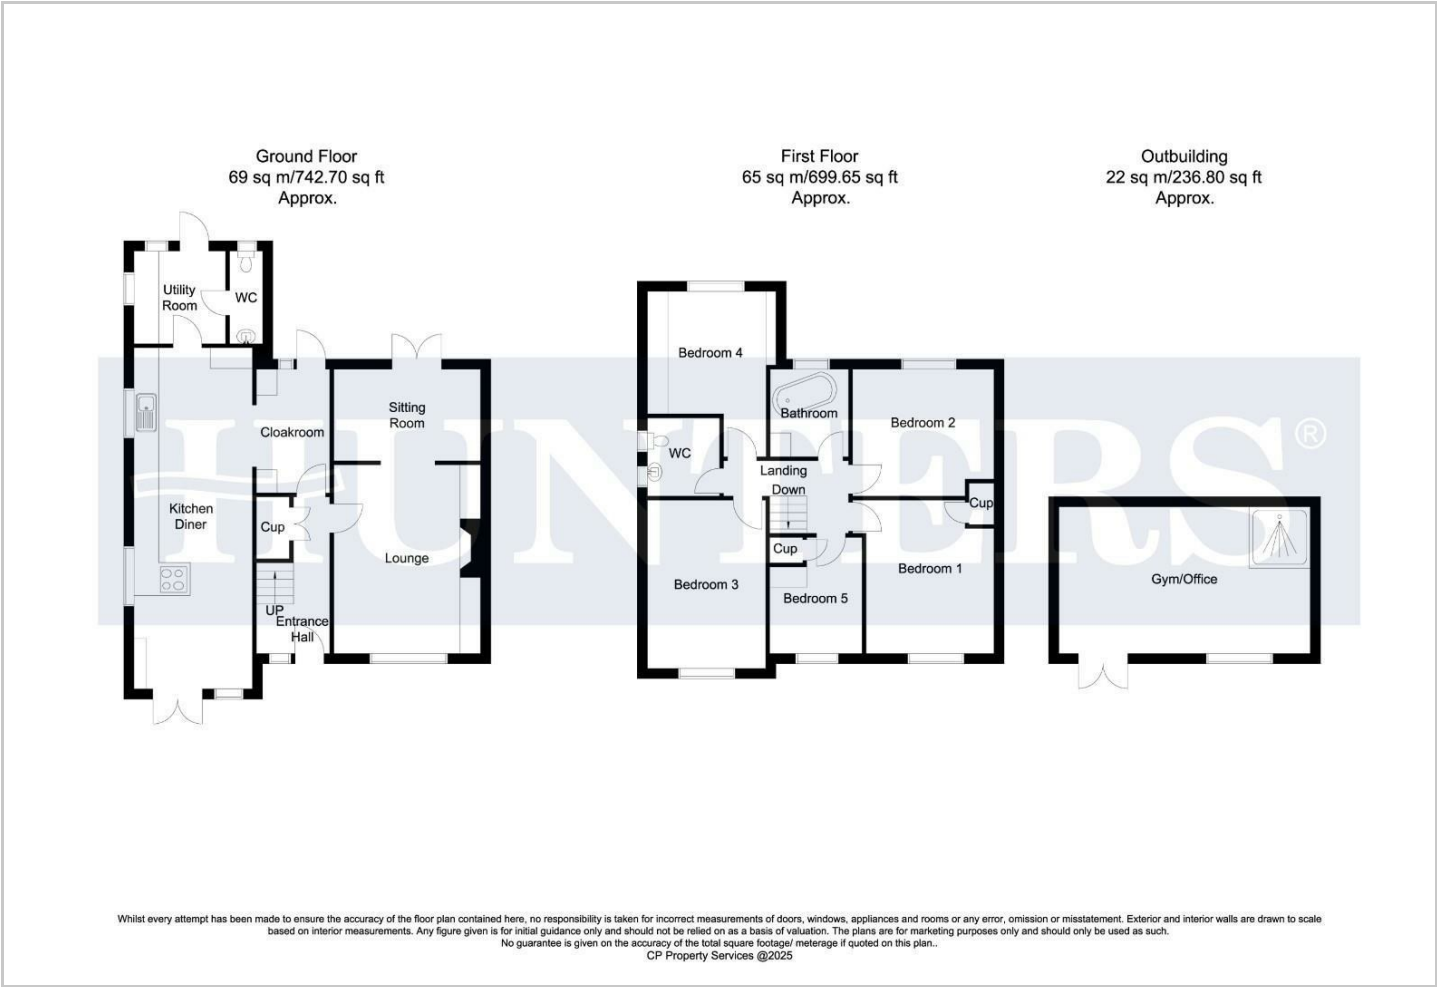 Ground Floor
69 sq m/742.70 sq ft
Approx.
First Floor
65 sq m/699.65 sq ft
Approx.
Outbuilding
22 sq m/236.80 sq ft
Approx.
Utility
Room
WC
Cloakroom
Sitting
Room
Kitchen
Diner
Cup
Lounge
UP
Entrance
Hall
Bedroom 4
Bathroom
Bedroom 2
WC
Landing
Down
Cup
Cup
Bedroom 3
Bedroom 5
Bedroom 1
Gym/Office
HUNTERS®
Whilst every attempt has been made to ensure the accuracy of the floor plan contained here, no responsibility is taken for incorrect measurements of doors, windows, appliances and rooms or any error, omission or misstatement. Exterior and interior walls are drawn to scale
based on interior measurements. Any figure given is for initial guidance only and should not be relied on as a basis of valuation. The plans are for marketing purposes only and should only be used as such.
No guarantee is given on the accuracy of the total square footage/ meterage if quoted on this plan..
CP Property Services @2025